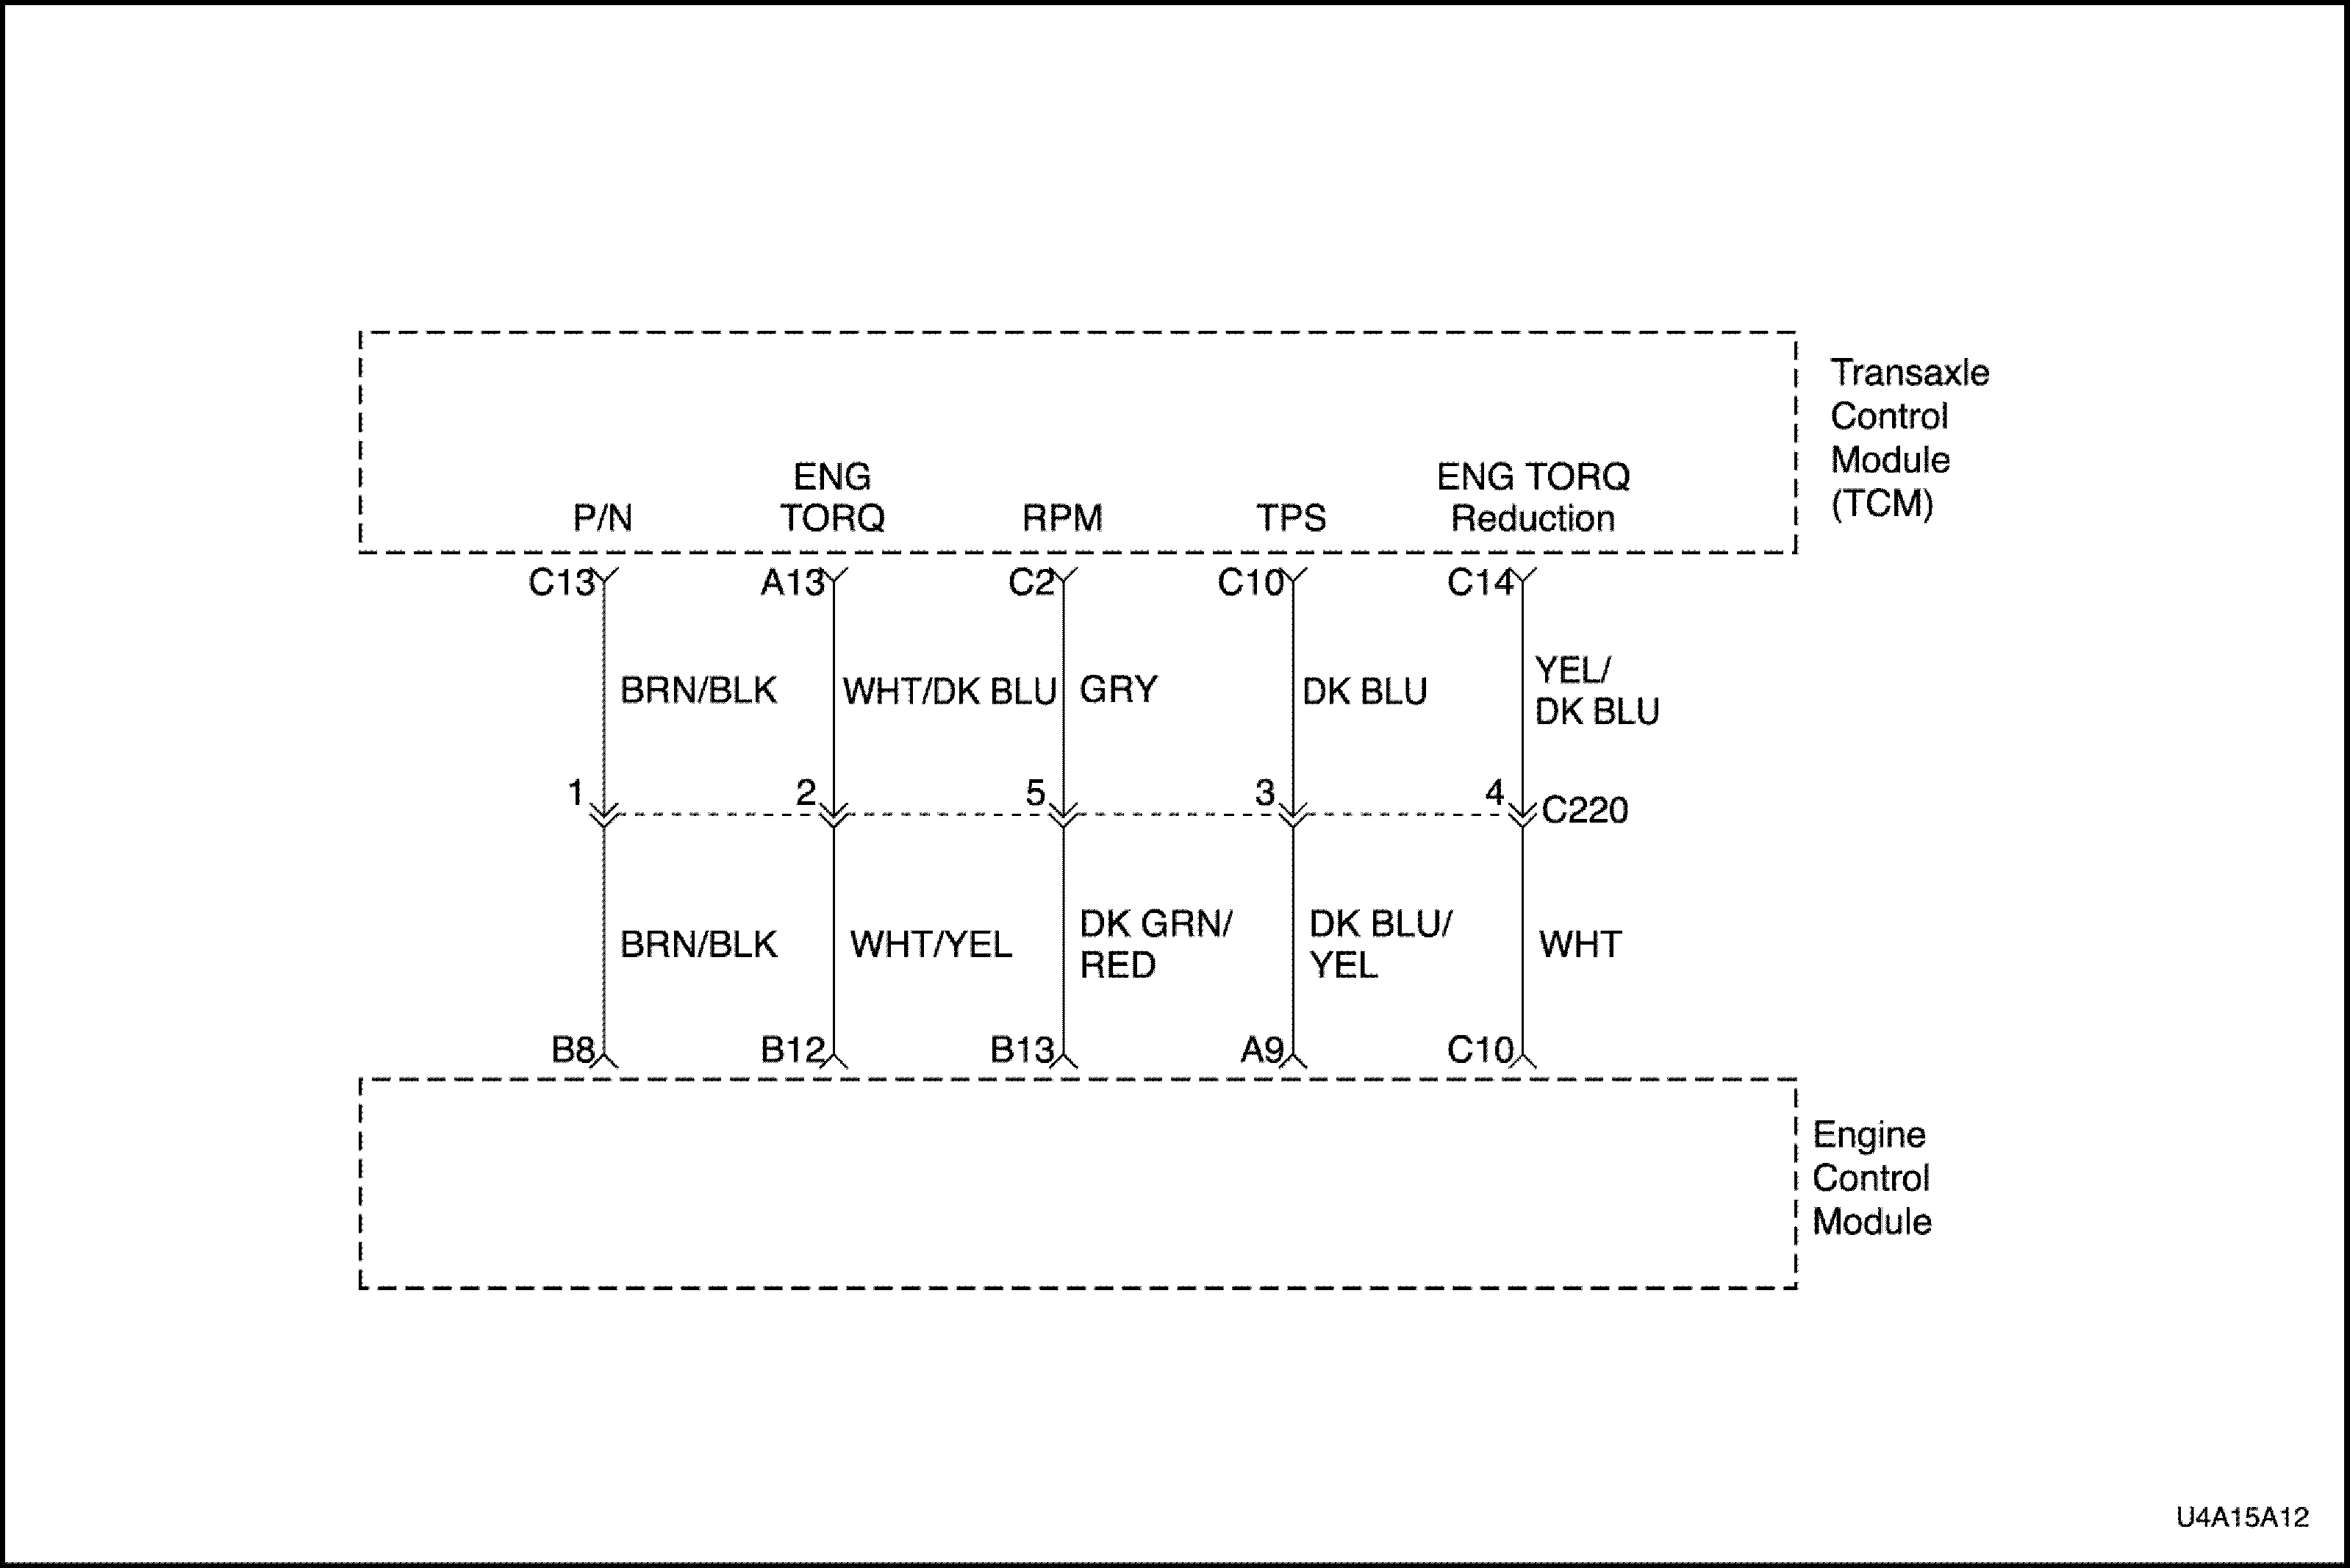 Transaxle
Control
Module
(TCM)
ENG
ENG TORQ
P/N
TORQ
RPM
TPS
Reduction
C13
A13
C2
C10
C14
BRN/BLK
WHT/DK BLU
GRY
DK BLU
YEL/
DK BLU
1
2
5
3
4
C220
BRN/BLK
WHT/YEL
DK GRN/
RED
DK BLU/
YEL
WHT
B8
B12
B13
A9
C10
Engine
Control
Module
U4A15A12